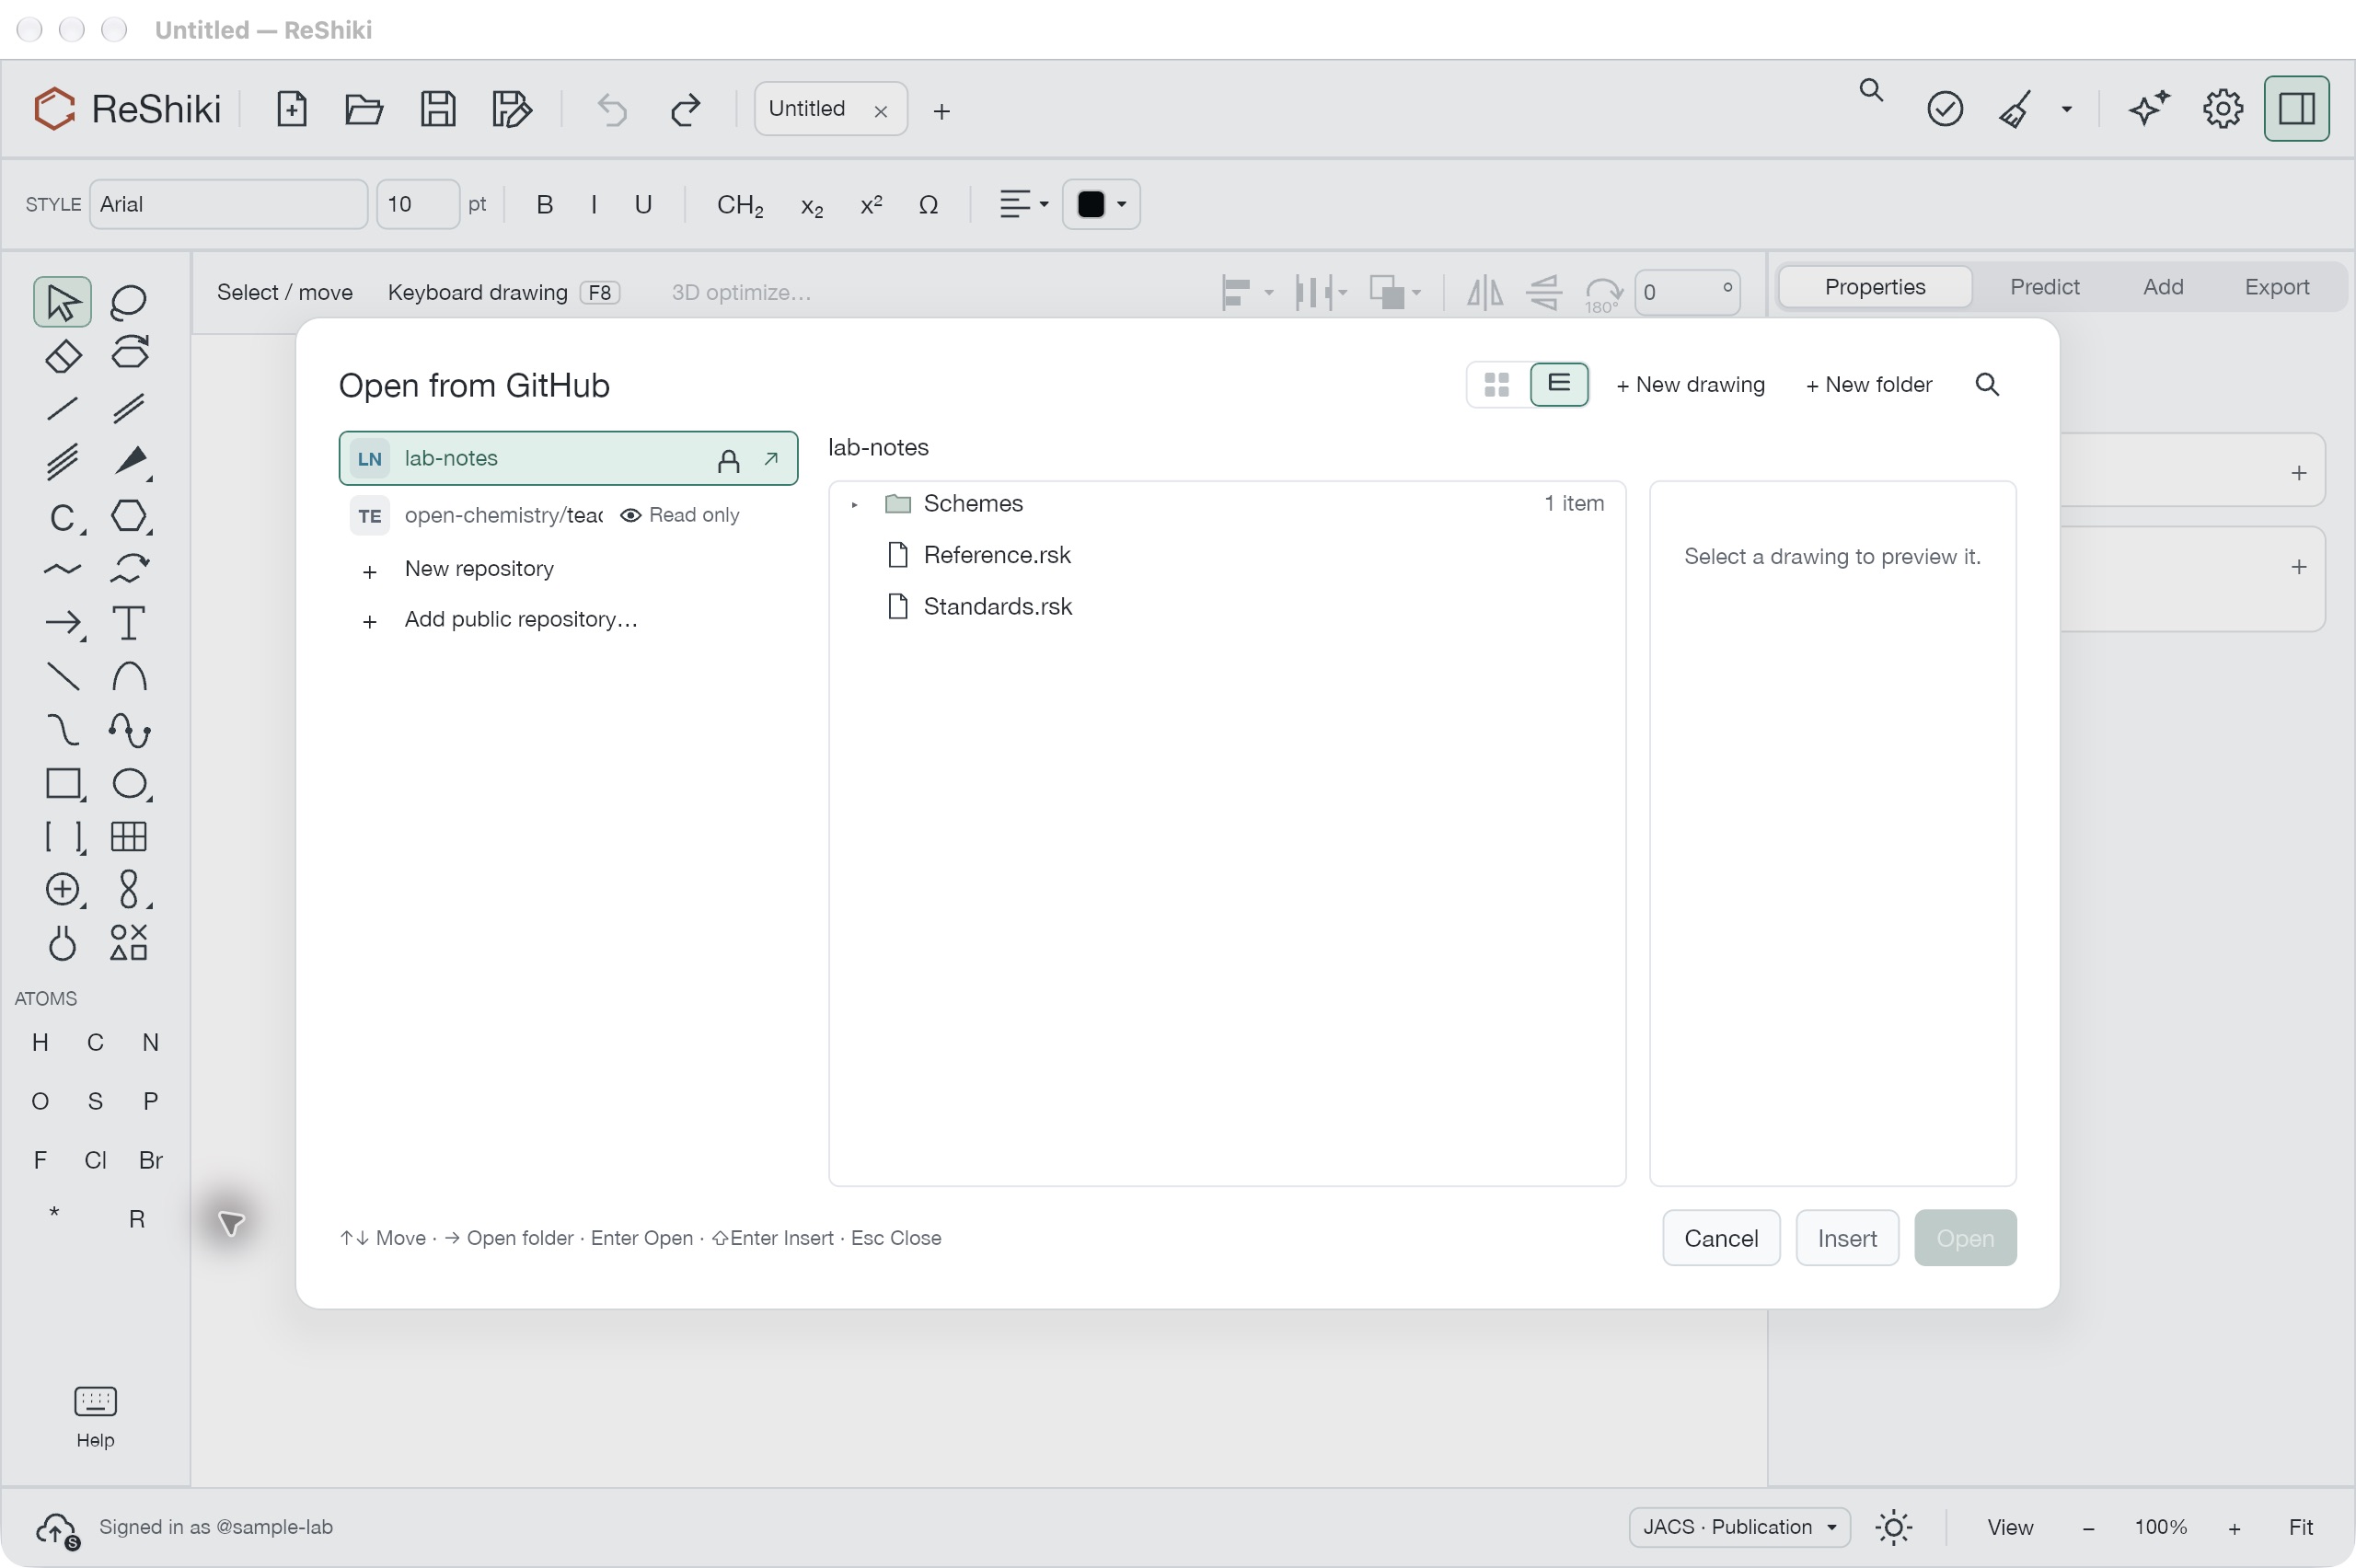 Untitled — ReShiki
ReShiki
Untitled × +
STYLE Arial 10 pt B I U CH₂ x₂ x² Ω
Select / move Keyboard drawing F8 3D optimize... 180° 0 °
Properties Predict Add Export
Open from GitHub
+ New drawing + New folder
LN lab-notes
TE open-chemistry/teac Read only
+ New repository
+ Add public repository...
lab-notes
Schemes 1 item
Reference.rsk
Standards.rsk
Select a drawing to preview it.
↑↓ Move · → Open folder · Enter Open · ⇧Enter Insert · Esc Close
Cancel Insert Open
C
T
[ ]
ATOMS
H C N
O S P
F Cl Br
* R
Help
S Signed in as @sample-lab
JACS · Publication
View − 100% + Fit